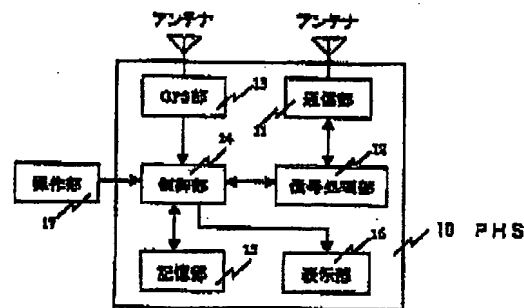 アンテナ アンテナ
GPS部 13 通信部 11
14 12
操作部 17 制御部 信号処理部
16 10 PHS
記憶部 15 表示部